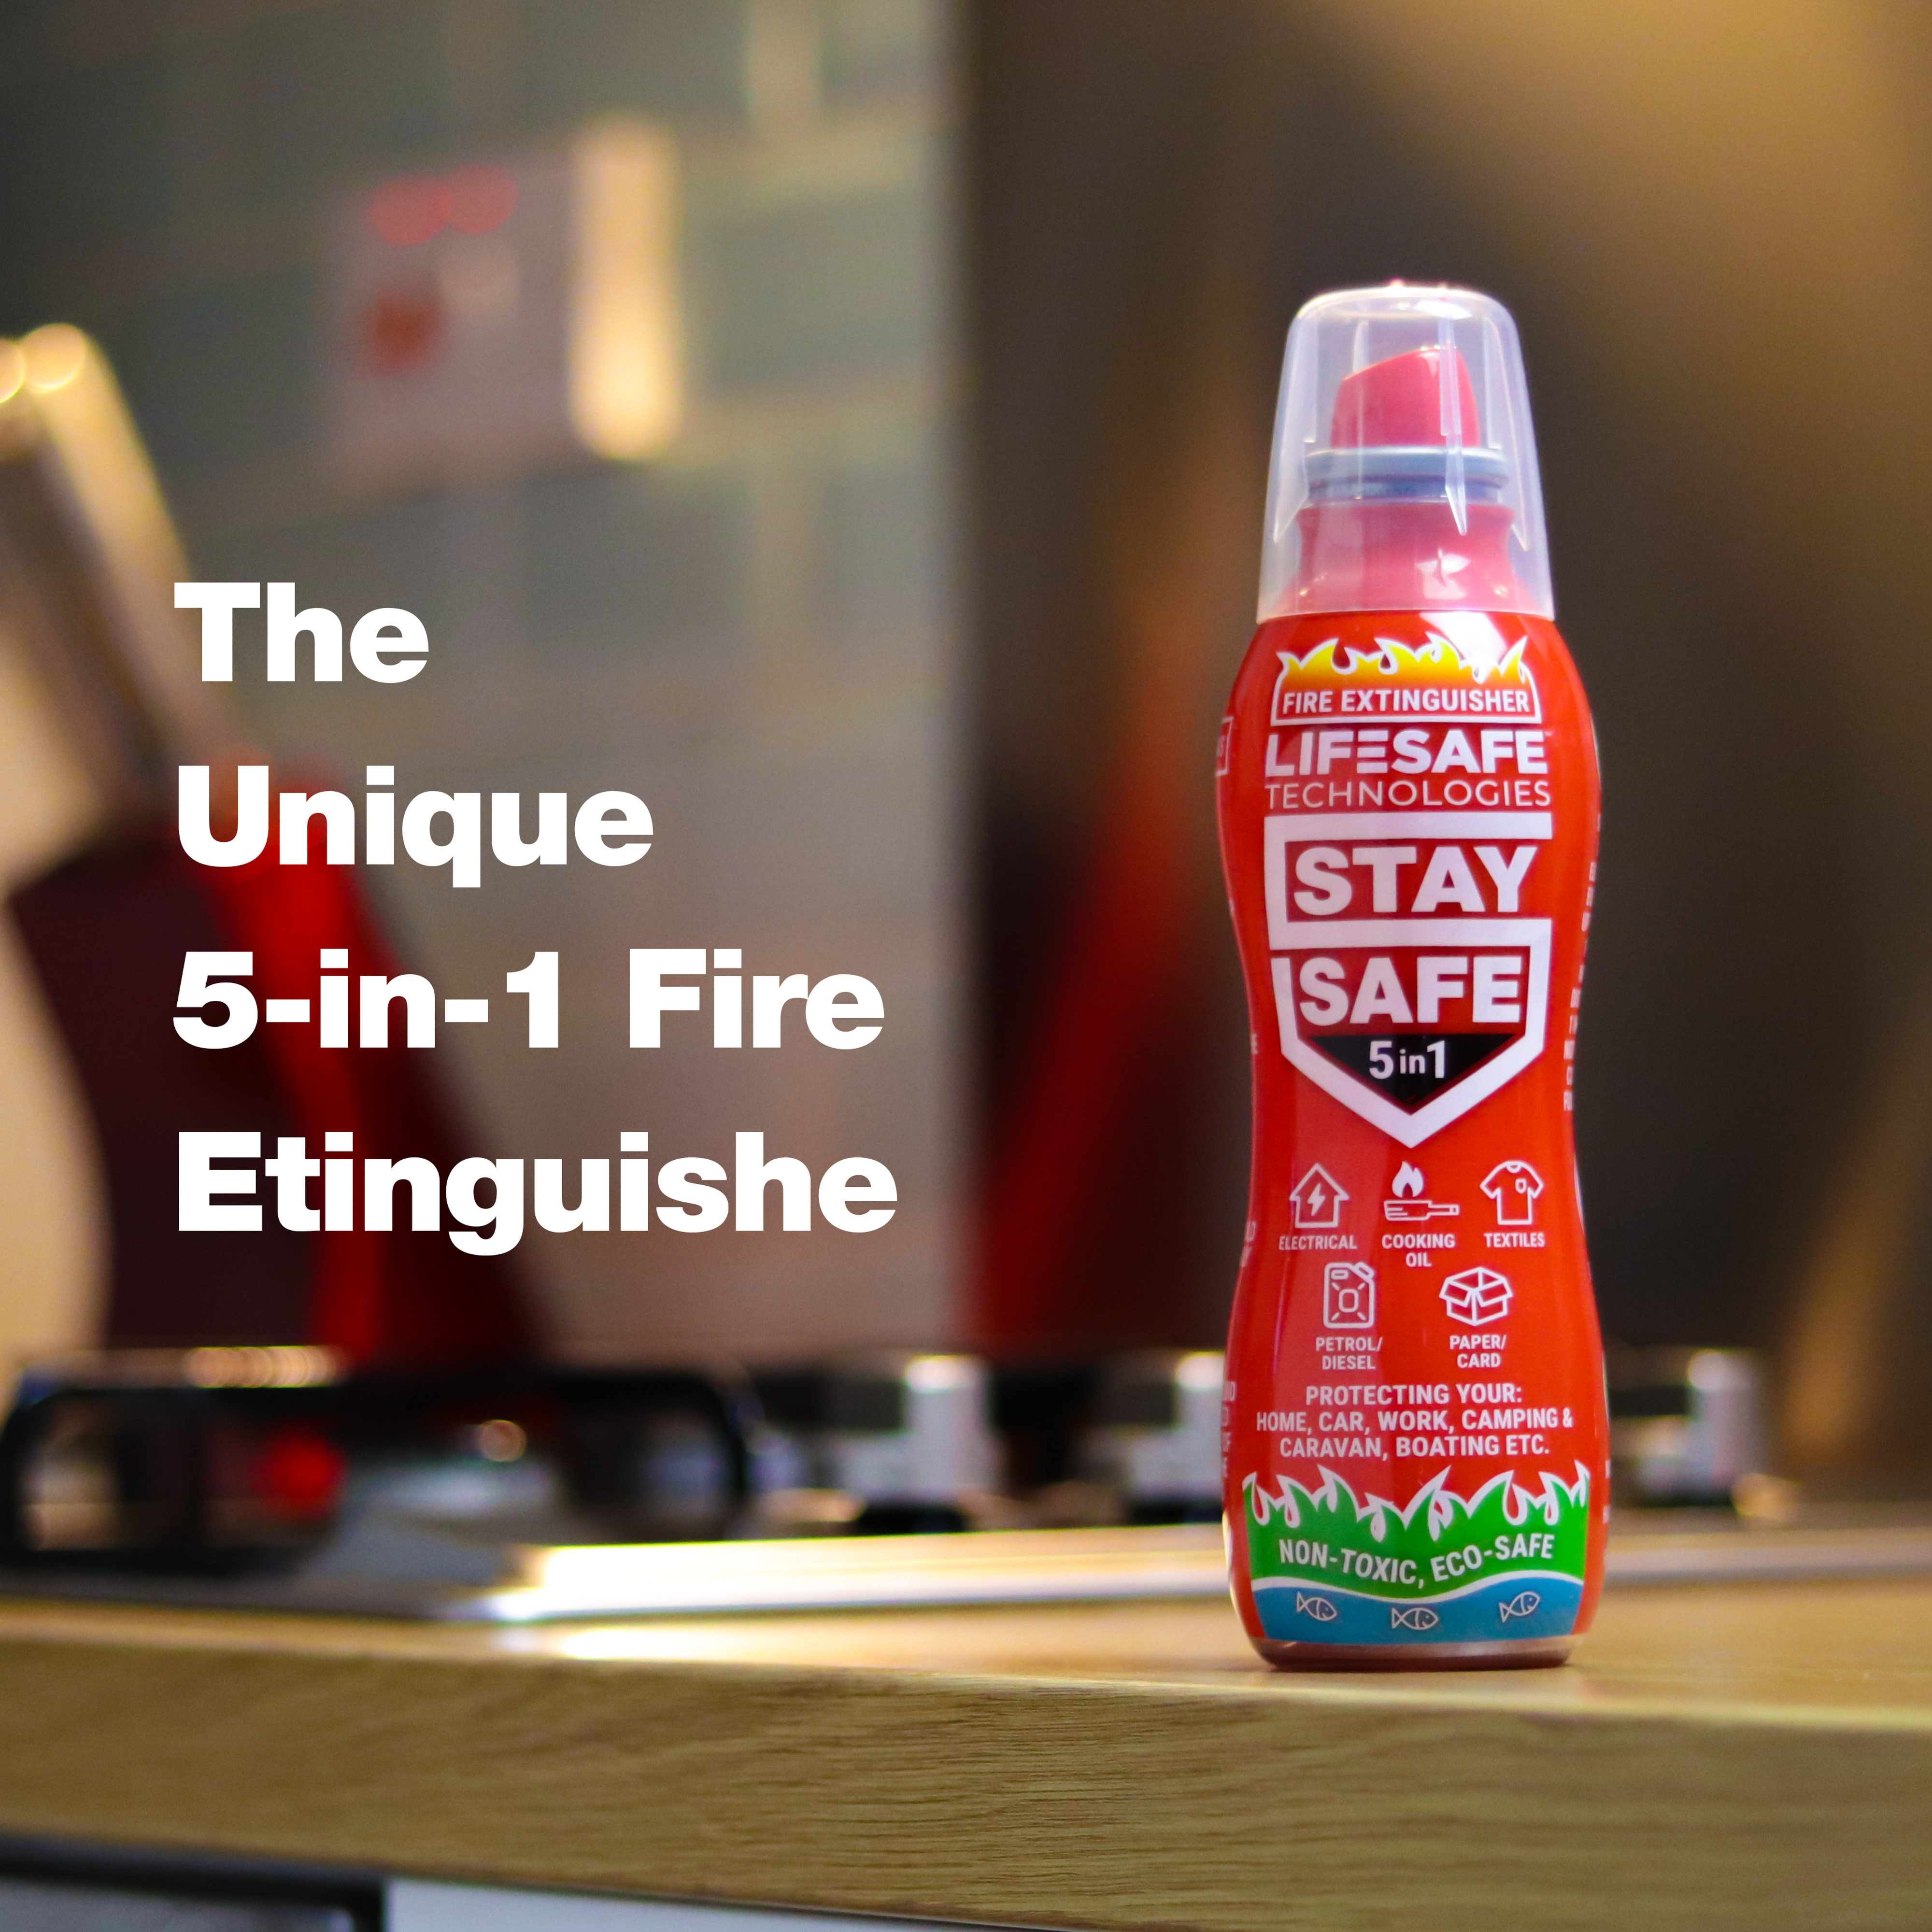 The
Unique
5-in-1 Fire
Etinguishe
FIRE EXTINGUISHER
LIFESAFE
TECHNOLOGIES
STAY
SAFE
5in1
ELECTRICAL
COOKING
OIL
TEXTILES
PETROL/
DIESEL
PAPER/
CARD
PROTECTING YOUR:
HOME, CAR, WORK, CAMPING &
CARAVAN, BOATING ETC.
NON-TOXIC, ECO-SAFE